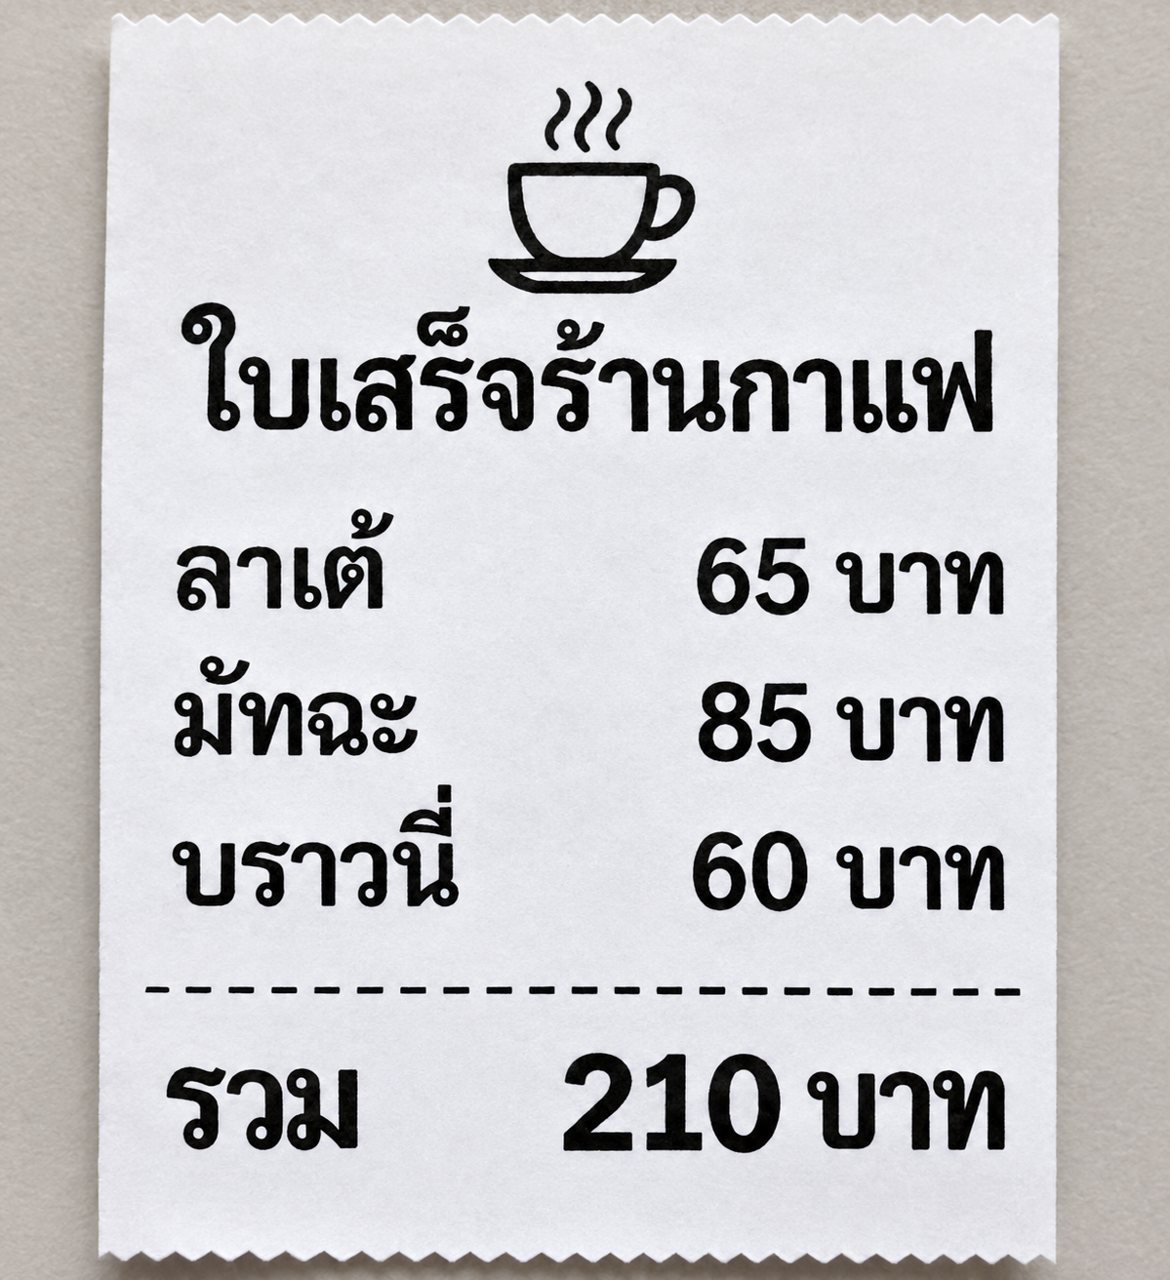 ใบเสร็จร้านกาแฟ
ลาเต้ 65 บาท
มัทฉะ 85 บาท
บราวนี่ 60 บาท
รวม 210 บาท